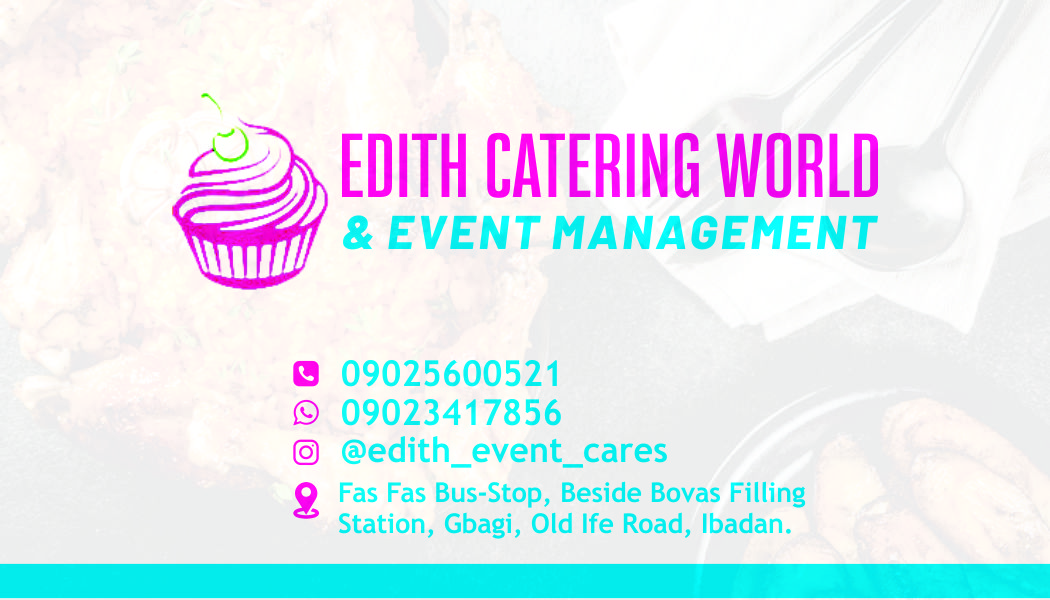 EDITH CATERING WORLD
& EVENT MANAGEMENT
09025600521
09023417856
@edith_event_cares
Fas Fas Bus-Stop, Beside Bovas Filling
Station, Gbagi, Old Ife Road, Ibadan.